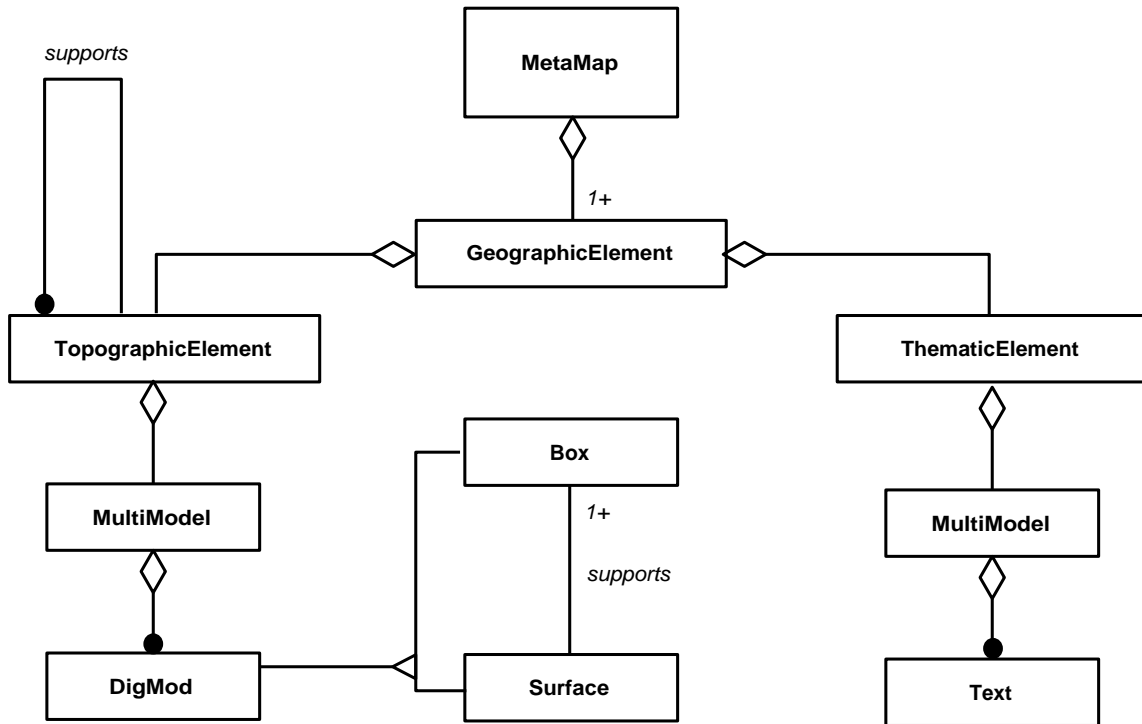 supports
MetaMap
1+
GeographicElement
TopographicElement
ThematicElement
Box
MultiModel
1+
MultiModel
supports
DigMod
Surface
Text